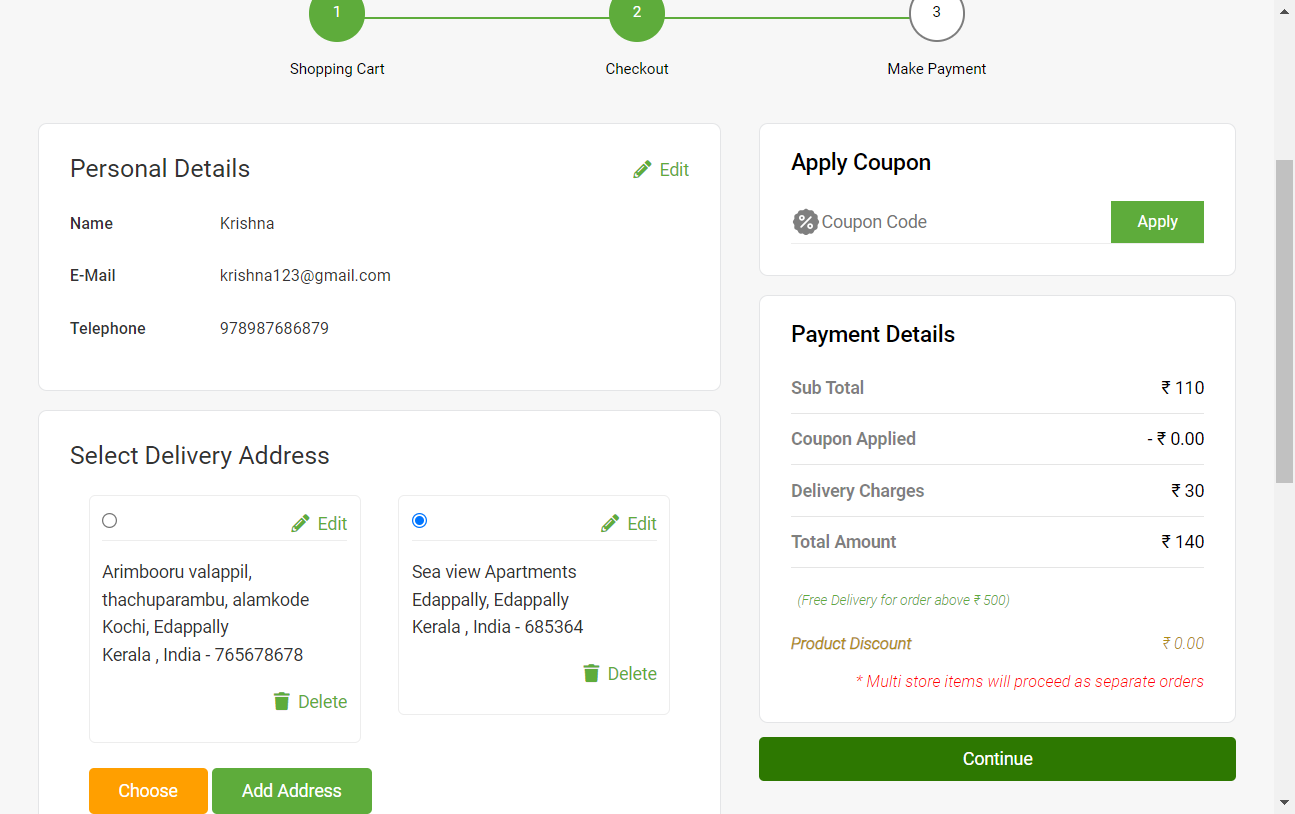 1
2
3
Shopping Cart
Checkout
Make Payment
Personal Details
Edit
Name Krishna
E-Mail krishna123@gmail.com
Telephone 978987686879
Select Delivery Address
Edit
Arimbooru valappil,
thachuparambu, alamkode
Kochi, Edappally
Kerala , India - 765678678
Delete
Edit
Sea view Apartments
Edappally, Edappally
Kerala , India - 685364
Delete
Choose
Add Address
Apply Coupon
% Coupon Code
Apply
Payment Details
Sub Total ₹ 110
Coupon Applied - ₹ 0.00
Delivery Charges ₹ 30
Total Amount ₹ 140
(Free Delivery for order above ₹ 500)
Product Discount ₹ 0.00
* Multi store items will proceed as separate orders
Continue